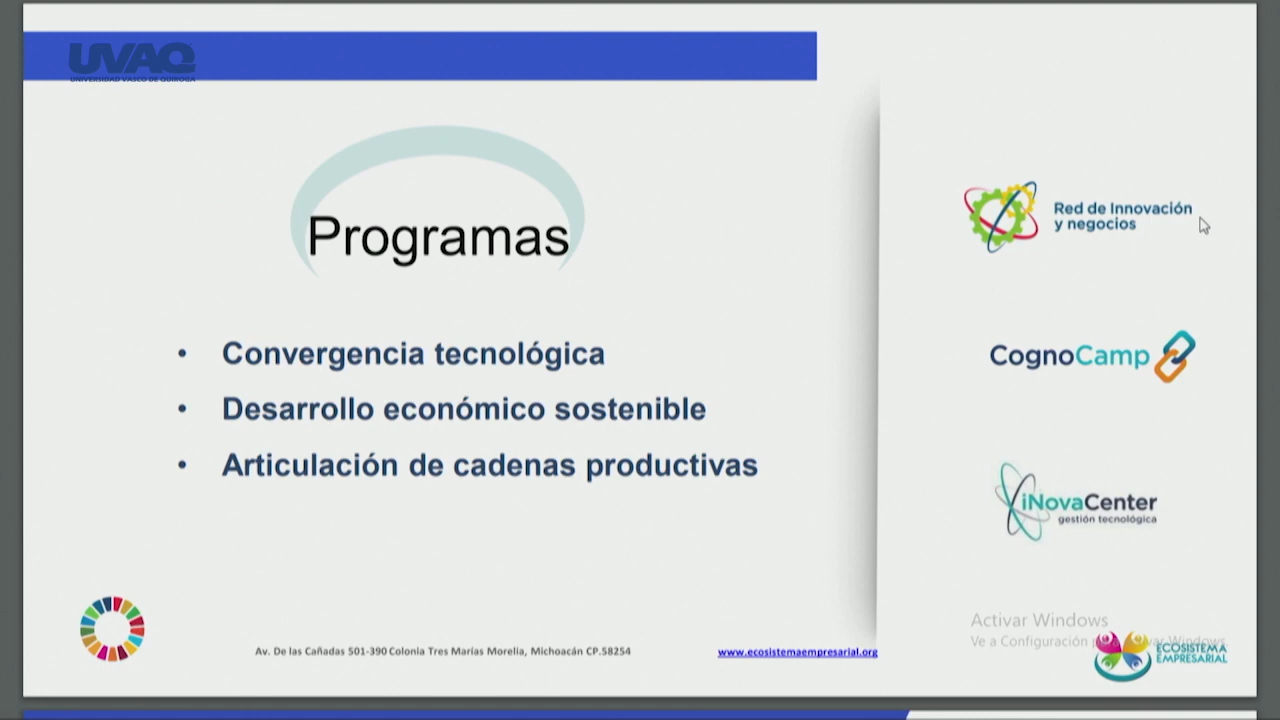 UVAQ
UNIVERSIDAD VASCO DE QUIROGA
Programas
• Convergencia tecnológica
• Desarrollo económico sostenible
• Articulación de cadenas productivas
Red de Innovación
y negocios
CognoCamp
iNovaCenter
gestión tecnológica
Av. De las Cañadas 501-390 Colonia Tres Marías Morelia, Michoacán CP.58254
www.ecosistemaempresarial.org
Activar Windows
Ve a Configuración Windows
ECOSISTEMA
EMPRESARIAL